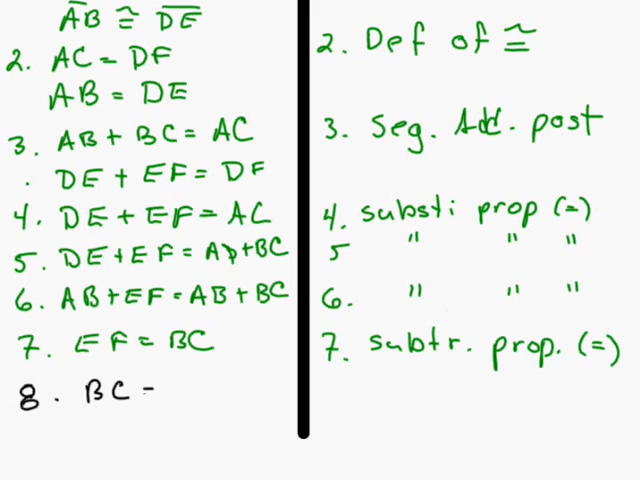 AB ≅ DE
2. AC = DF
2. Def of ≅
AB = DE
3. AB + BC = AC
3. Seg. Add. post
. DE + EF = DF
4. DE + EF = AC
4. substi prop (=)
5. DE + EF = AB + BC
5 " " "
6. AB + EF = AB + BC
6. " " "
7. EF = BC
7. subtr. prop. (=)
8. BC =